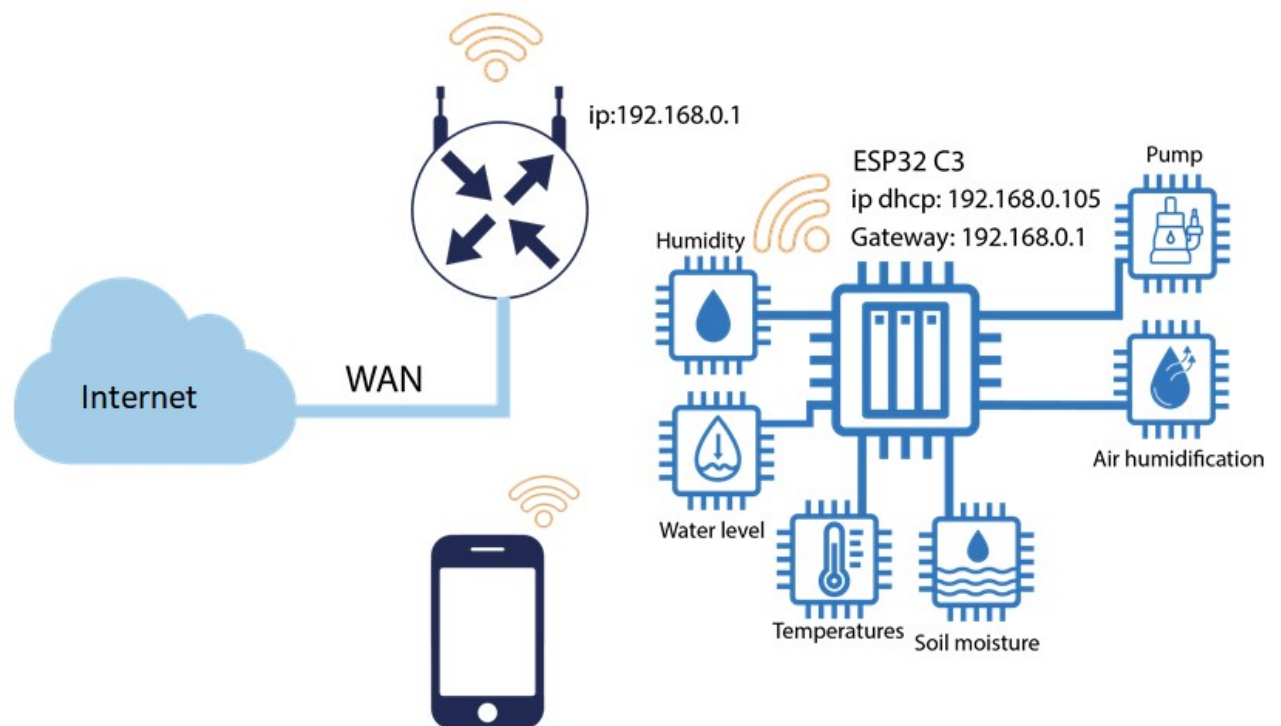 ip:192.168.0.1
ESP32 C3
ip dhcp: 192.168.0.105
Gateway: 192.168.0.1
Pump
Humidity
Internet
WAN
Air humidification
Water level
Temperatures
Soil moisture